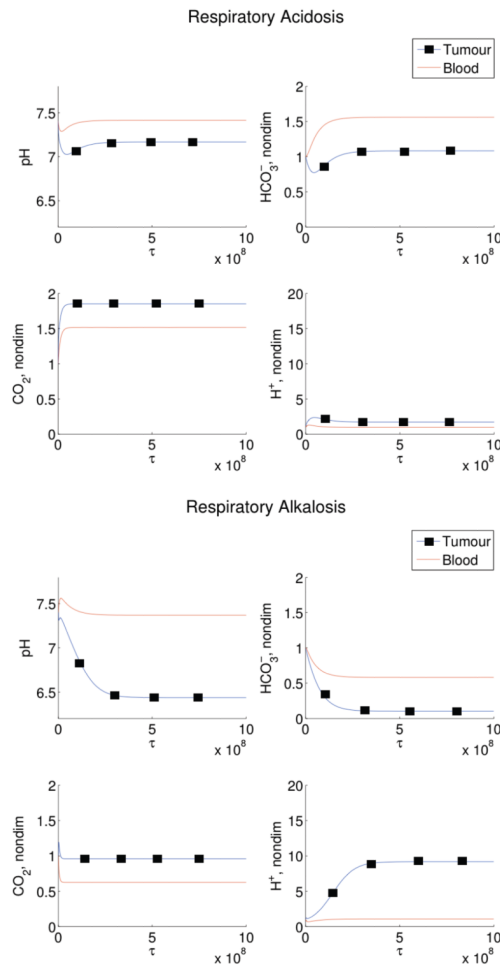 Respiratory Acidosis
Tumour
Blood
7.5
7
6.5
pH
0
5
10
τ
x 10⁸
2
1.5
1
0.5
0
HCO₃⁻, nondim
0
5
10
τ
x 10⁸
2
1.5
1
0.5
0
CO₂, nondim
0
5
10
τ
x 10⁸
20
15
10
5
0
H⁺, nondim
0
5
10
τ
x 10⁸
Respiratory Alkalosis
Tumour
Blood
7.5
7
6.5
pH
0
5
10
τ
x 10⁸
2
1.5
1
0.5
0
HCO₃⁻, nondim
0
5
10
τ
x 10⁸
2
1.5
1
0.5
0
CO₂, nondim
0
5
10
τ
x 10⁸
20
15
10
5
0
H⁺, nondim
0
5
10
τ
x 10⁸